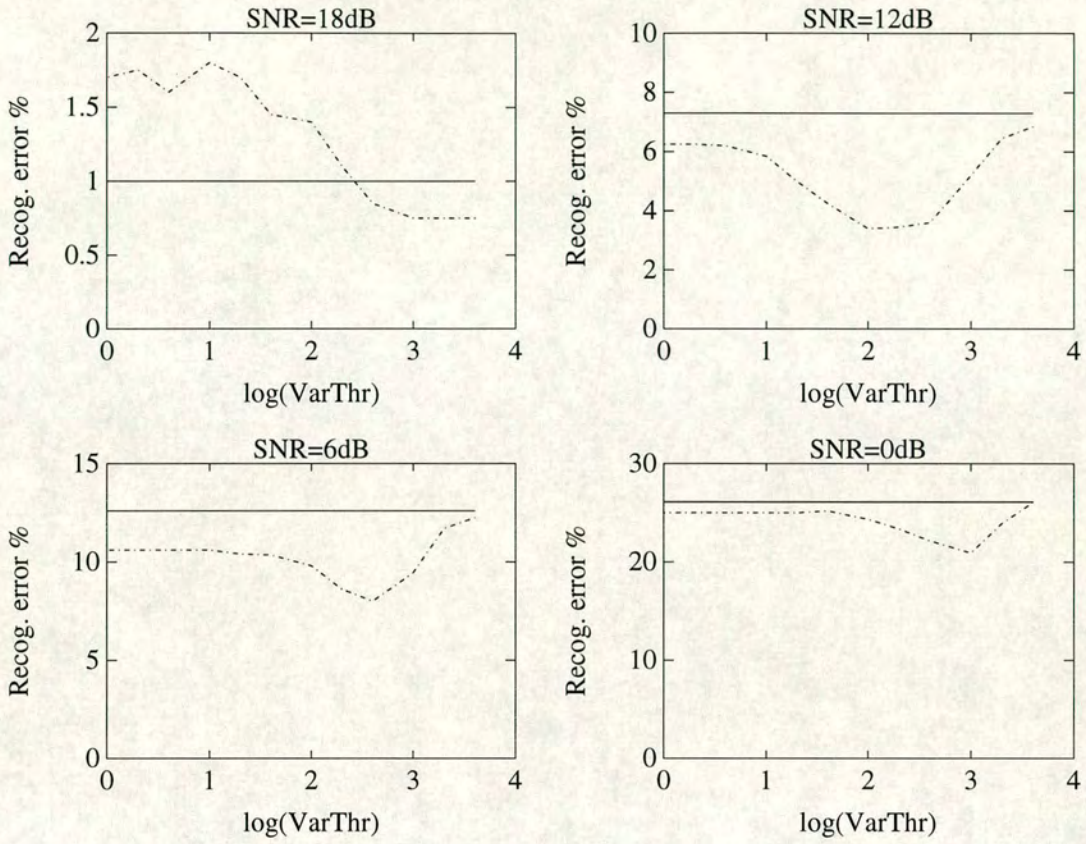 SNR=18dB
2
1.5
1
0.5
0
Recog. error %
0 1 2 3 4
log(VarThr)
SNR=12dB
10
8
6
4
2
0
Recog. error %
0 1 2 3 4
log(VarThr)
SNR=6dB
15
10
5
0
Recog. error %
0 1 2 3 4
log(VarThr)
SNR=0dB
30
20
10
0
Recog. error %
0 1 2 3 4
log(VarThr)